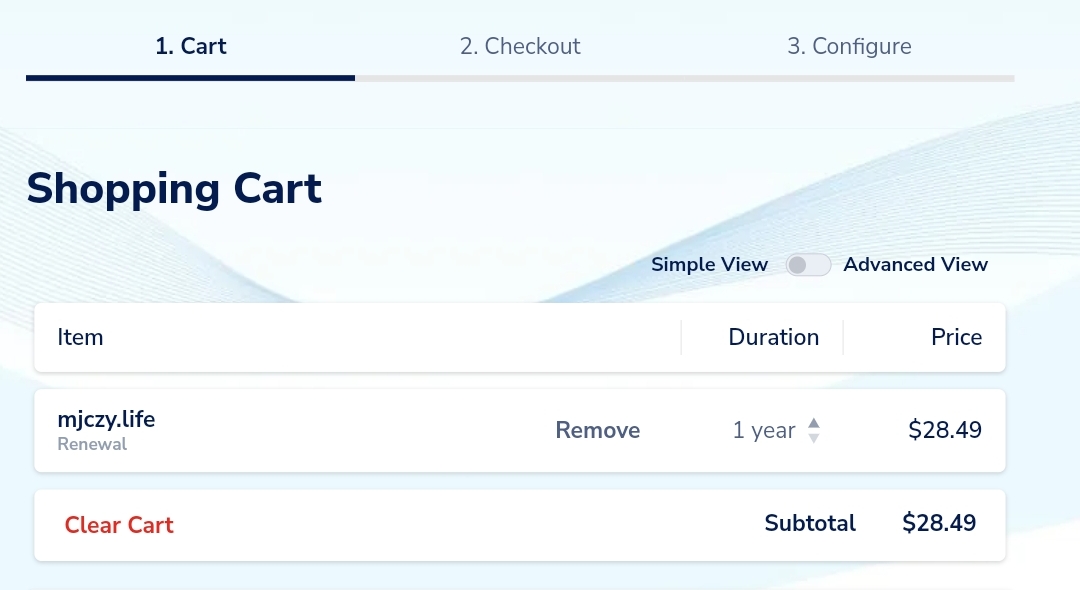 1. Cart 2. Checkout 3. Configure
Shopping Cart
Simple View Advanced View
Item Duration Price
mjczy.life Remove 1 year $28.49
Renewal
Clear Cart Subtotal $28.49